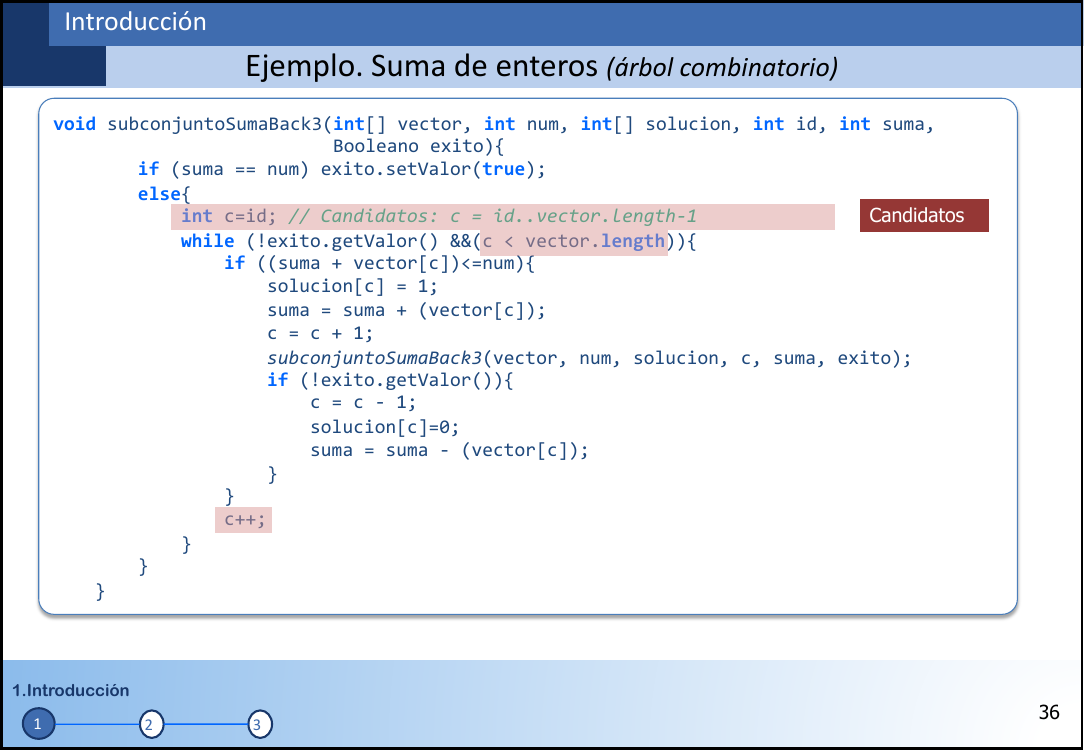 Introducción
Ejemplo. Suma de enteros (árbol combinatorio)
void subconjuntoSumaBack3(int[] vector, int num, int[] solucion, int id, int suma,
Booleano exito){
if (suma == num) exito.setValor(true);
else{
int c=id; // Candidatos: c = id..vector.length-1
Candidatos
while (!exito.getValor() &&(c < vector.length)){
if ((suma + vector[c])<=num){
solucion[c] = 1;
suma = suma + (vector[c]);
c = c + 1;
subconjuntoSumaBack3(vector, num, solucion, c, suma, exito);
if (!exito.getValor()){
c = c - 1;
solucion[c]=0;
suma = suma - (vector[c]);
}
}
c++;
}
}
}
1.Introducción
1 2 3
36